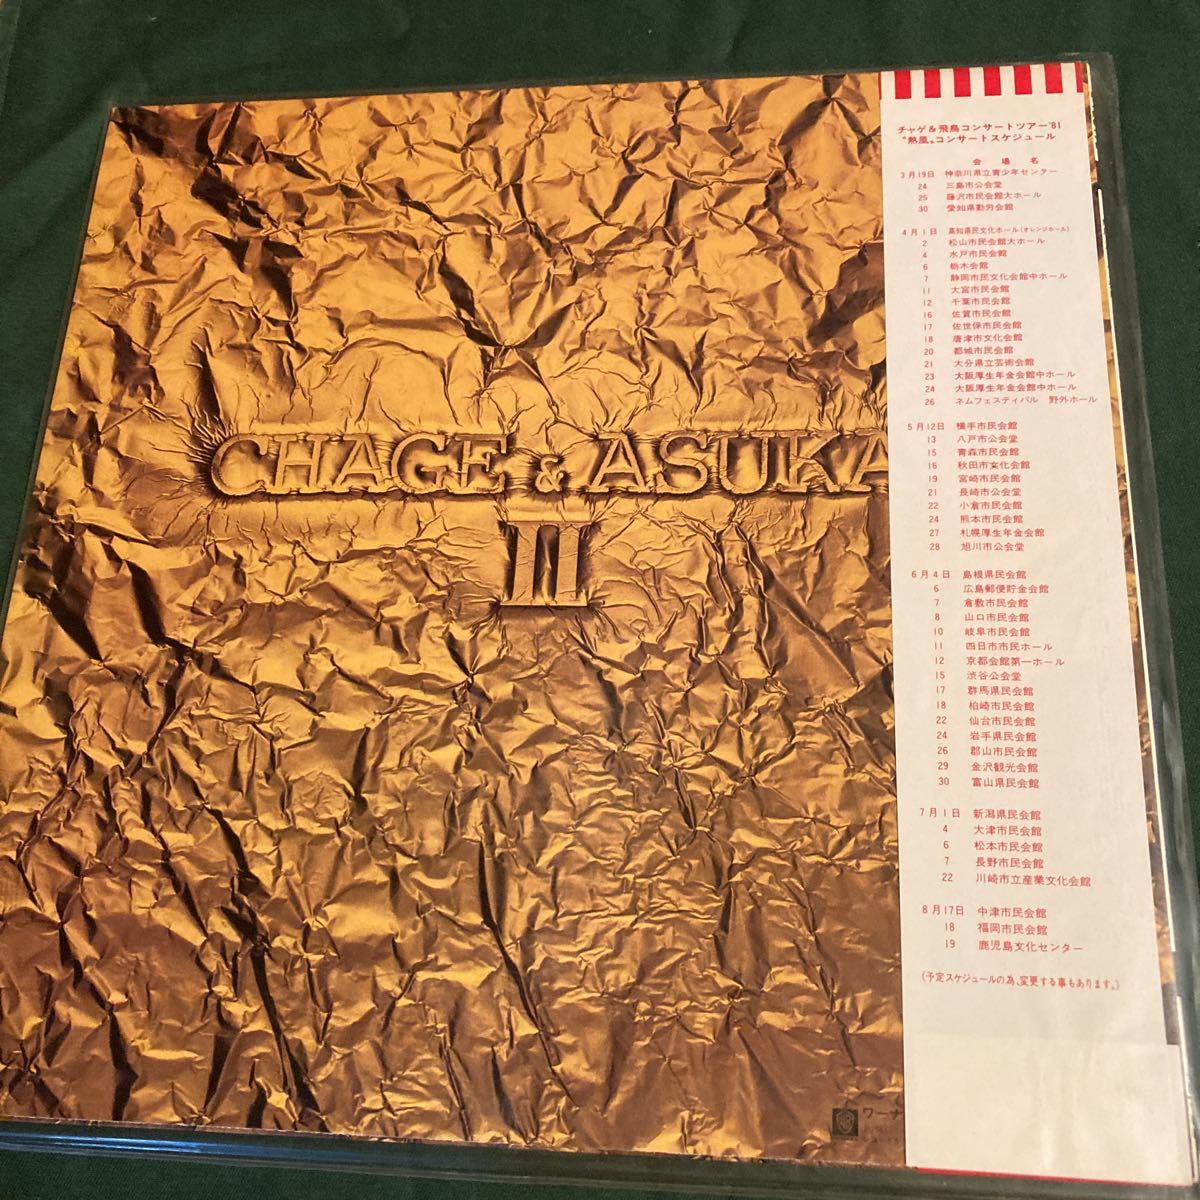 CHAGE & ASUKA
II
チャゲ&飛鳥コンサートツアー'81
"熱風"コンサートスケジュール
会場名
3月19日 神奈川県立青少年センター
24 三島市公会堂
25 藤沢市民会館大ホール
30 愛知県勤労会館
4月1日 高知県民文化ホール(オレンジホール)
2 松山市民会館大ホール
4 水戸市民会館
6 栃木会館
7 静岡市民文化会館中ホール
11 大宮市民会館
12 千葉市民会館
16 佐賀市民会館
17 佐世保市民会館
18 唐津市文化会館
20 都城市民会館
21 大分県立芸術会館
23 大阪厚生年金会館中ホール
24 大阪厚生年金会館中ホール
26 ネムフェスティバル 野外ホール
5月12日 横手市民会館
13 八戸市公会堂
15 青森市民会館
16 秋田市文化会館
19 宮崎市民会館
21 長崎市公会堂
22 小倉市民会館
24 熊本市民会館
27 札幌厚生年金会館
28 旭川市公会堂
6月4日 島根県民会館
6 広島郵便貯金会館
7 倉敷市民会館
8 山口市民会館
10 岐阜市民会館
11 四日市市民ホール
12 京都会館第一ホール
15 渋谷公会堂
17 群馬県民会館
18 柏崎市民会館
22 仙台市民会館
24 岩手県民会館
26 郡山市民会館
29 金沢観光会館
30 富山県民会館
7月1日 新潟県民会館
4 大津市民会館
6 松本市民会館
7 長野市民会館
22 川崎市立産業文化会館
8月17日 中津市民会館
18 福岡市民会館
19 鹿児島文化センター
(予定スケジュールの為、変更する事もあります。)
ワーナ